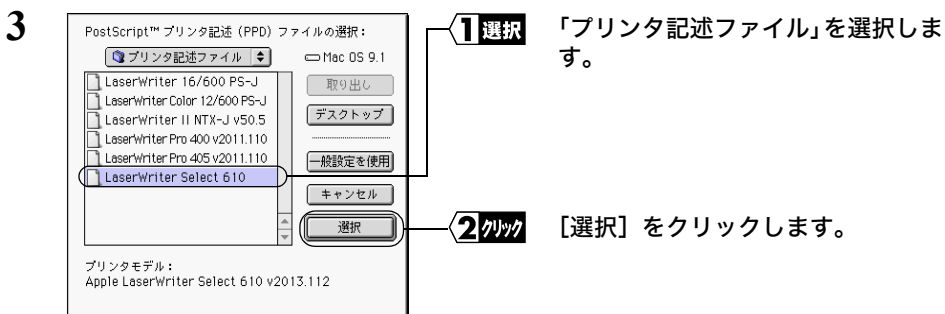 3
PostScript™ プリンタ記述（PPD）ファイルの選択：
プリンタ記述ファイル
Mac OS 9.1
LaserWriter 16/600 PS-J
LaserWriter Color 12/600 PS-J
LaserWriter II NTX-J v50.5
LaserWriter Pro 400 v2011.110
LaserWriter Pro 405 v2011.110
LaserWriter Select 610
取り出し
デスクトップ
一般設定を使用
キャンセル
選択
プリンタモデル：
Apple LaserWriter Select 610 v2013.112
1 選択
「プリンタ記述ファイル」を選択しま
す。
2 クリック
［選択］をクリックします。